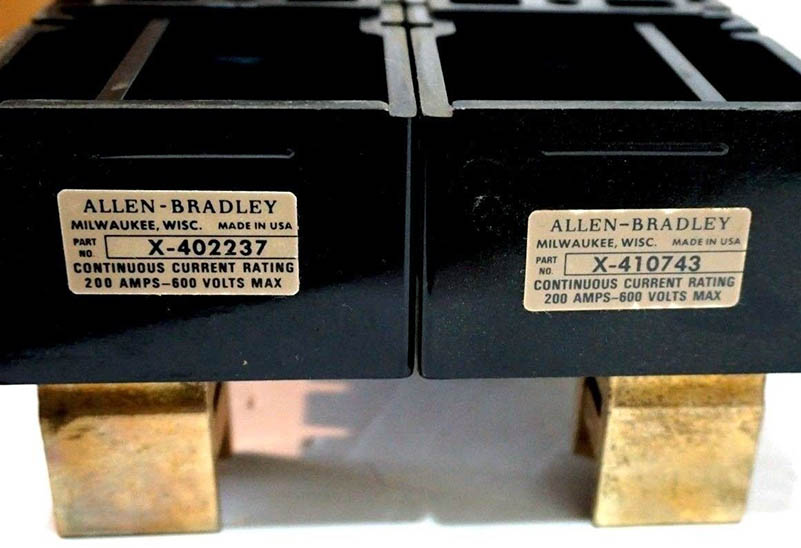 ALLEN-BRADLEY
MILWAUKEE, WISC. MADE IN USA
PART NO. X-402237
CONTINUOUS CURRENT RATING
200 AMPS-600 VOLTS MAX
ALLEN-BRADLEY
MILWAUKEE, WISC. MADE IN USA
PART NO. X-410743
CONTINUOUS CURRENT RATING
200 AMPS-600 VOLTS MAX